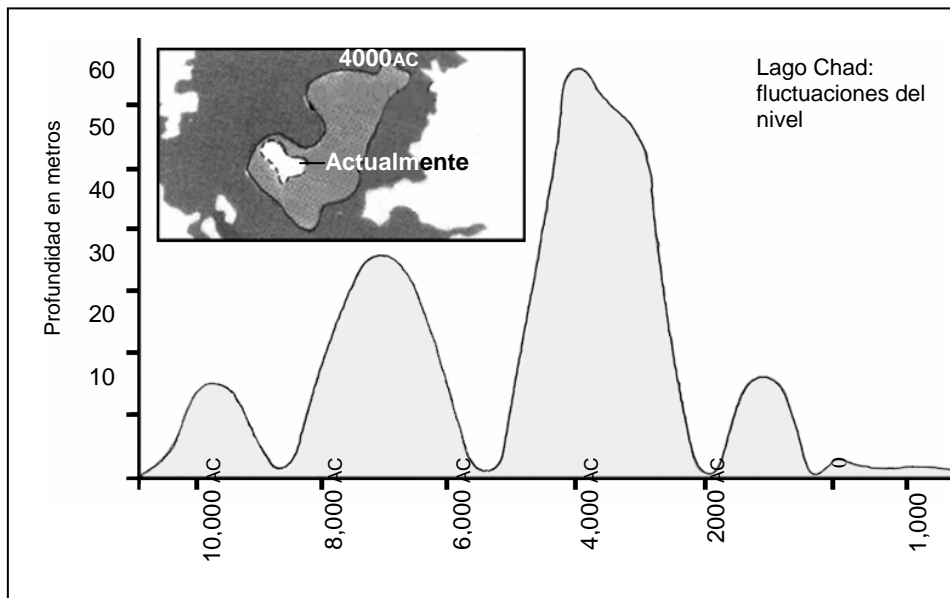 4000AC
Actualmente
Lago Chad:
fluctuaciones del
nivel
Profundidad en metros
60
50
40
30
20
10
10,000 AC
8,000 AC
6,000 AC
4,000 AC
2000 AC
0
1,000